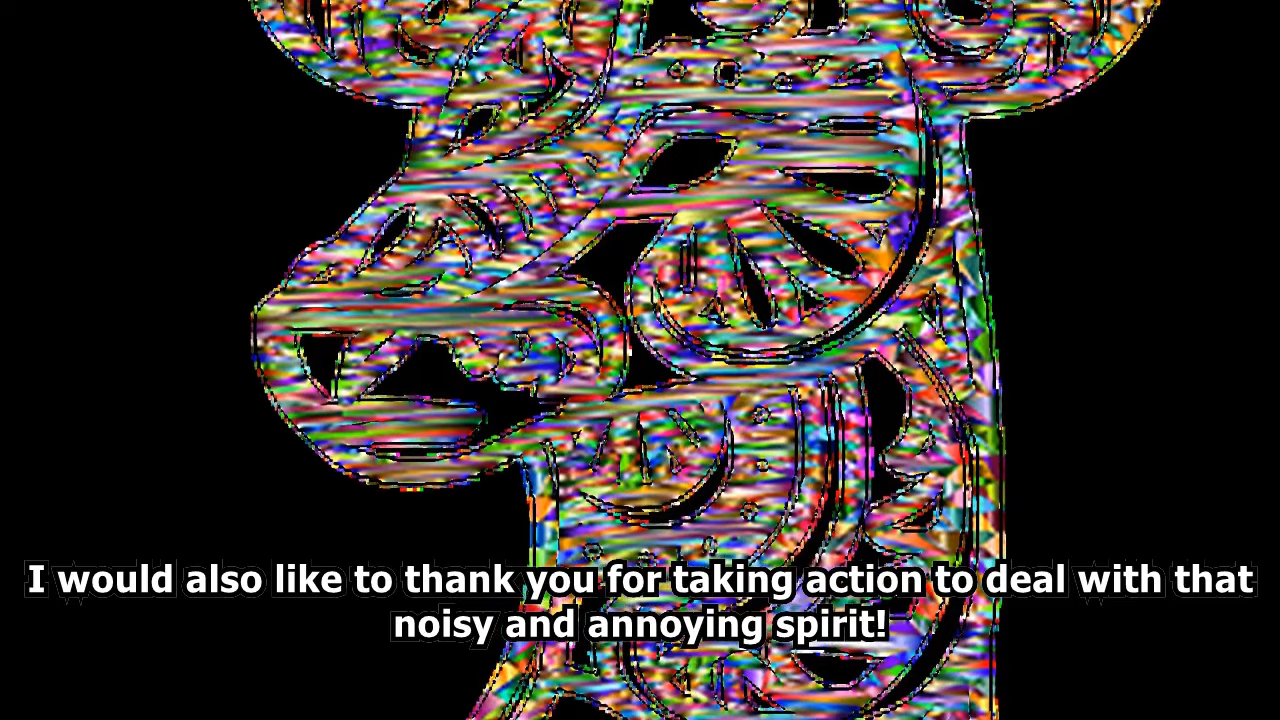 I would also like to thank you for taking action to deal with that
noisy and annoying spirit!